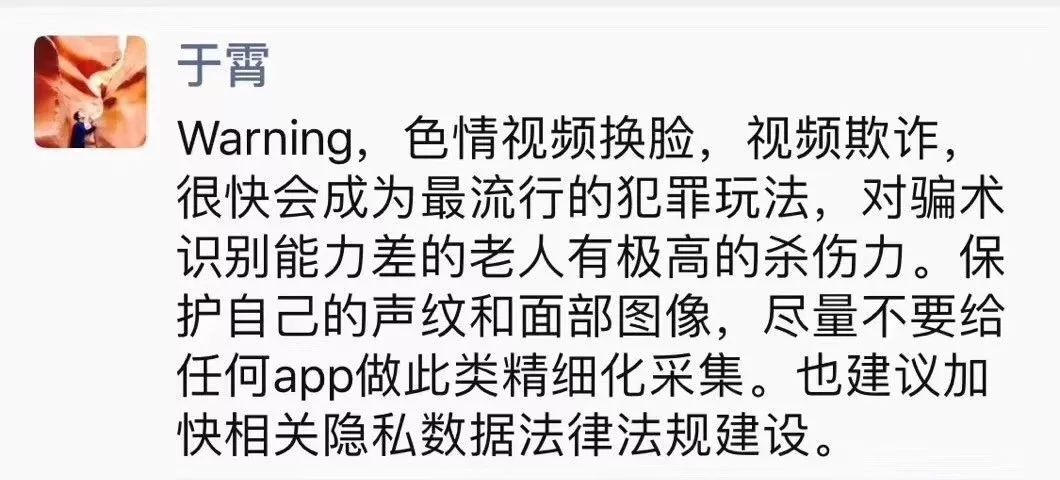 于霄
Warning，色情视频换脸，视频欺诈，
很快会成为最流行的犯罪玩法，对骗术
识别能力差的老人有极高的杀伤力。保
护自己的声纹和面部图像，尽量不要给
任何app做此类精细化采集。也建议加
快相关隐私数据法律法规建设。